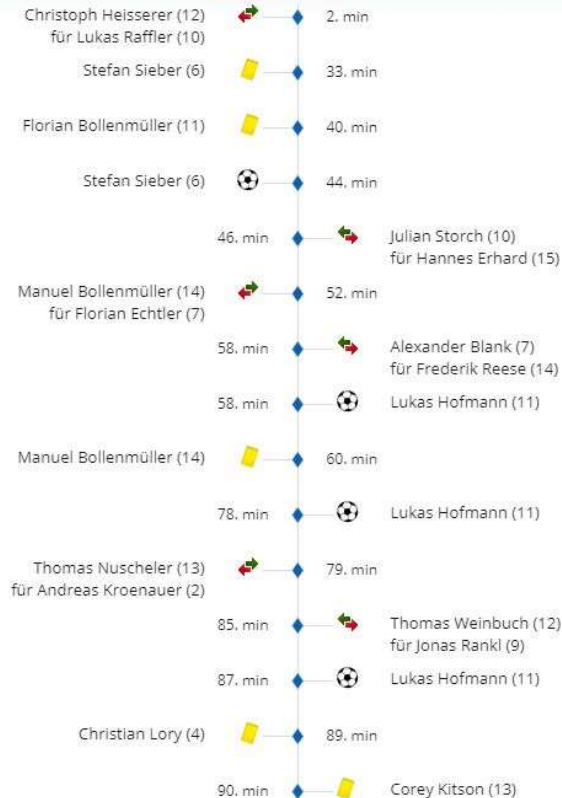 Christoph Heisserer (12)
für Lukas Raffler (10)
2. min
Stefan Sieber (6)
33. min
Florian Bollenmüller (11)
40. min
Stefan Sieber (6)
44. min
46. min
Julian Storch (10)
für Hannes Erhard (15)
Manuel Bollenmüller (14)
für Florian Echtler (7)
52. min
58. min
Alexander Blank (7)
für Frederik Reese (14)
58. min
Lukas Hofmann (11)
Manuel Bollenmüller (14)
60. min
78. min
Lukas Hofmann (11)
Thomas Nuscheler (13)
für Andreas Kroenauer (2)
79. min
85. min
Thomas Weinbuch (12)
für Jonas Rankl (9)
87. min
Lukas Hofmann (11)
Christian Lory (4)
89. min
90. min
Corey Kitson (13)